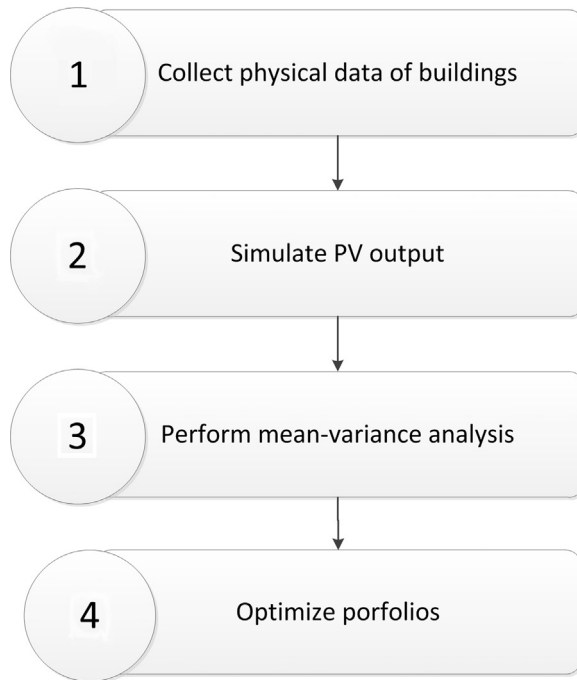 1
Collect physical data of buildings
2
Simulate PV output
3
Perform mean-variance analysis
4
Optimize porfolios